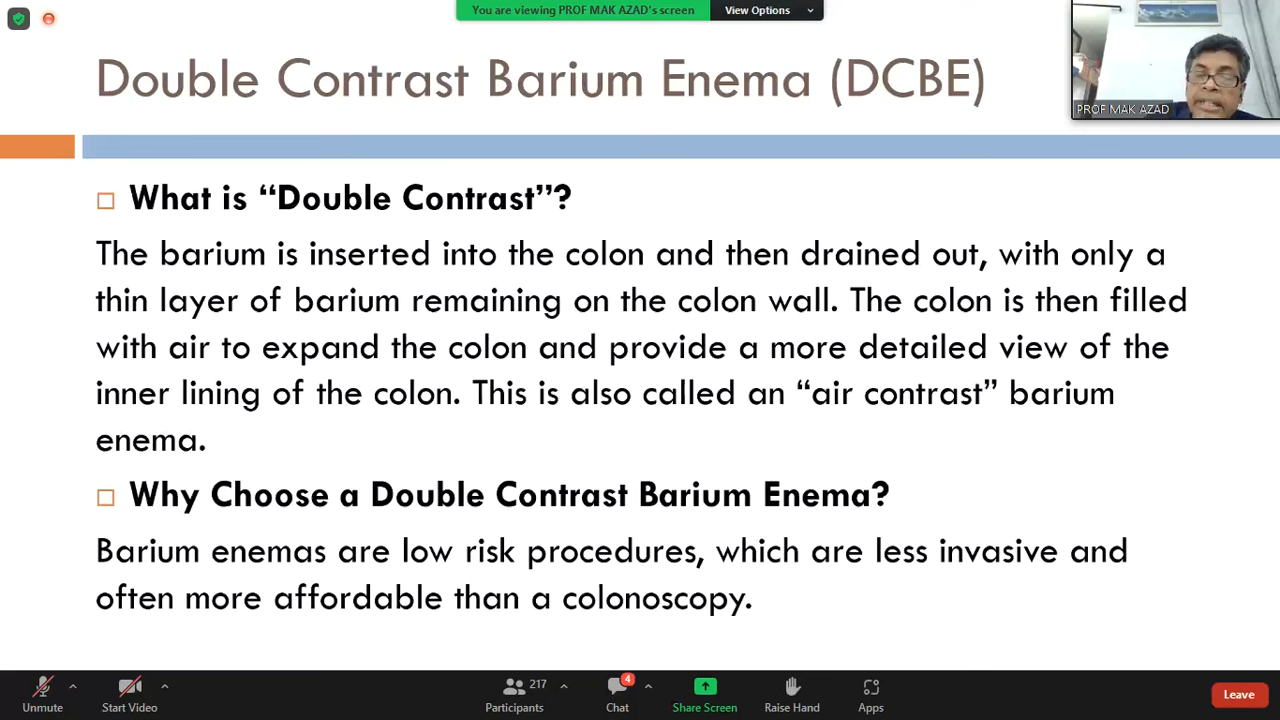 You are viewing PROF MAK AZAD's screen
View Options
Double Contrast Barium Enema (DCBE)
PROF MAK AZAD
What is “Double Contrast”?
The barium is inserted into the colon and then drained out, with only a
thin layer of barium remaining on the colon wall. The colon is then filled
with air to expand the colon and provide a more detailed view of the
inner lining of the colon. This is also called an “air contrast” barium
enema.
Why Choose a Double Contrast Barium Enema?
Barium enemas are low risk procedures, which are less invasive and
often more affordable than a colonoscopy.
Unmute
Start Video
217
Participants
4
Chat
Share Screen
Raise Hand
Apps
Leave